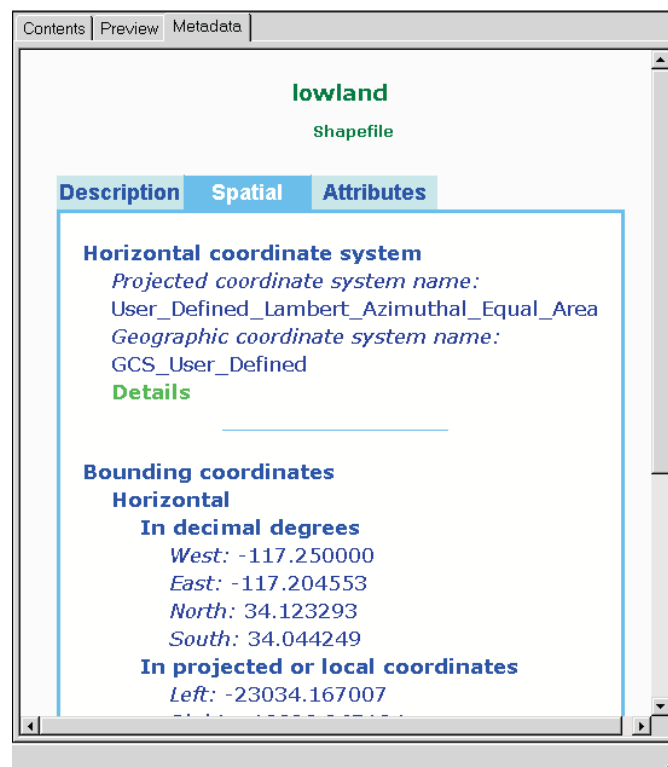 Contents Preview Metadata
lowland
Shapefile
Description Spatial Attributes
Horizontal coordinate system
Projected coordinate system name:
User_Defined_Lambert_Azimuthal_Equal_Area
Geographic coordinate system name:
GCS_User_Defined
Details
Bounding coordinates
Horizontal
In decimal degrees
West: -117.250000
East: -117.204553
North: 34.123293
South: 34.044249
In projected or local coordinates
Left: -23034.167007